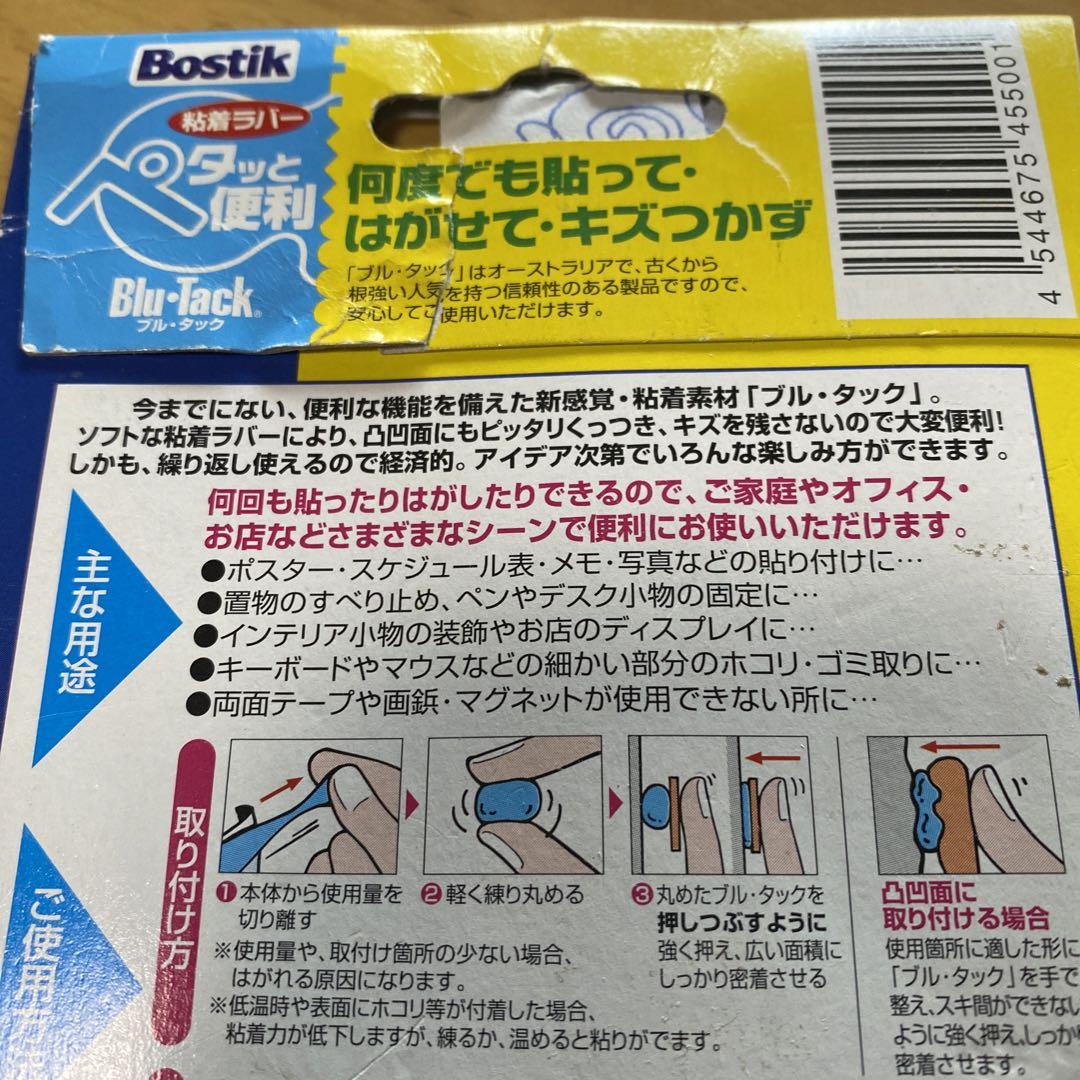 Bostik
粘着ラバー
ペタッと便利
Blu・Tack®
ブル・タック
何度でも貼って・
はがせて・キズつかず
「ブル・タック」はオーストラリアで、古くから
根強い人気を持つ信頼性のある製品ですので、
安心してご使用いただけます。
4 544675 455001
今までにない、便利な機能を備えた新感覚・粘着素材「ブル・タック」。
ソフトな粘着ラバーにより、凸凹面にもピッタリくっつき、キズを残さないので大変便利!
しかも、繰り返し使えるので経済的。アイデア次第でいろんな楽しみ方ができます。
主な用途
何回も貼ったりはがしたりできるので、ご家庭やオフィス・
お店などさまざまなシーンで便利にお使いいただけます。
●ポスター・スケジュール表・メモ・写真などの貼り付けに…
●置物のすべり止め、ペンやデスク小物の固定に…
●インテリア小物の装飾やお店のディスプレイに…
●キーボードやマウスなどの細かい部分のホコリ・ゴミ取りに…
●両面テープや画鋲・マグネットが使用できない所に…
ご使用方
取り付け方
❶本体から使用量を
切り離す
❷軽く練り丸める
❸丸めたブル・タックを
押しつぶすように
強く押え、広い面積に
しっかり密着させる
※使用量や、取付け箇所の少ない場合、
はがれる原因になります。
※低温時や表面にホコリ等が付着した場合、
粘着力が低下しますが、練るか、温めると粘りがでます。
凸凹面に
取り付ける場合
使用箇所に適した形に
「ブル・タック」を手で
整え、スキ間ができない
ように強く押え、しっか
密着させます。